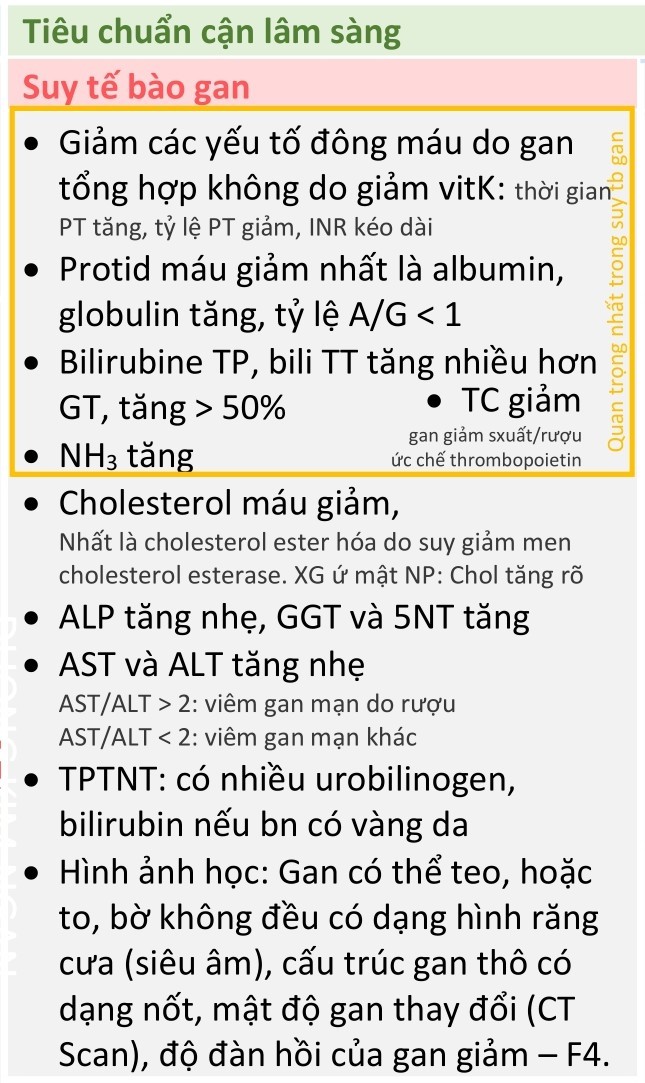 Tiêu chuẩn cận lâm sàng
Suy tế bào gan
• Giảm các yếu tố đông máu do gan
tổng hợp không do giảm vitK: thời gian
PT tăng, tỷ lệ PT giảm, INR kéo dài
• Protid máu giảm nhất là albumin,
globulin tăng, tỷ lệ A/G < 1
• Bilirubine TP, bili TT tăng nhiều hơn
GT, tăng > 50%
• NH₃ tăng
• TC giảm
gan giảm sxuất/rượu
ức chế thrombopoietin
Quan trọng nhất trong suy tb gan
• Cholesterol máu giảm,
Nhất là cholesterol ester hóa do suy giảm men
cholesterol esterase. XG ứ mật NP: Chol tăng rõ
• ALP tăng nhẹ, GGT và 5NT tăng
• AST và ALT tăng nhẹ
AST/ALT > 2: viêm gan mạn do rượu
AST/ALT < 2: viêm gan mạn khác
• TPTNT: có nhiều urobilinogen,
bilirubin nếu bn có vàng da
• Hình ảnh học: Gan có thể teo, hoặc
to, bờ không đều có dạng hình răng
cưa (siêu âm), cấu trúc gan thô có
dạng nốt, mật độ gan thay đổi (CT
Scan), độ đàn hồi của gan giảm – F4.